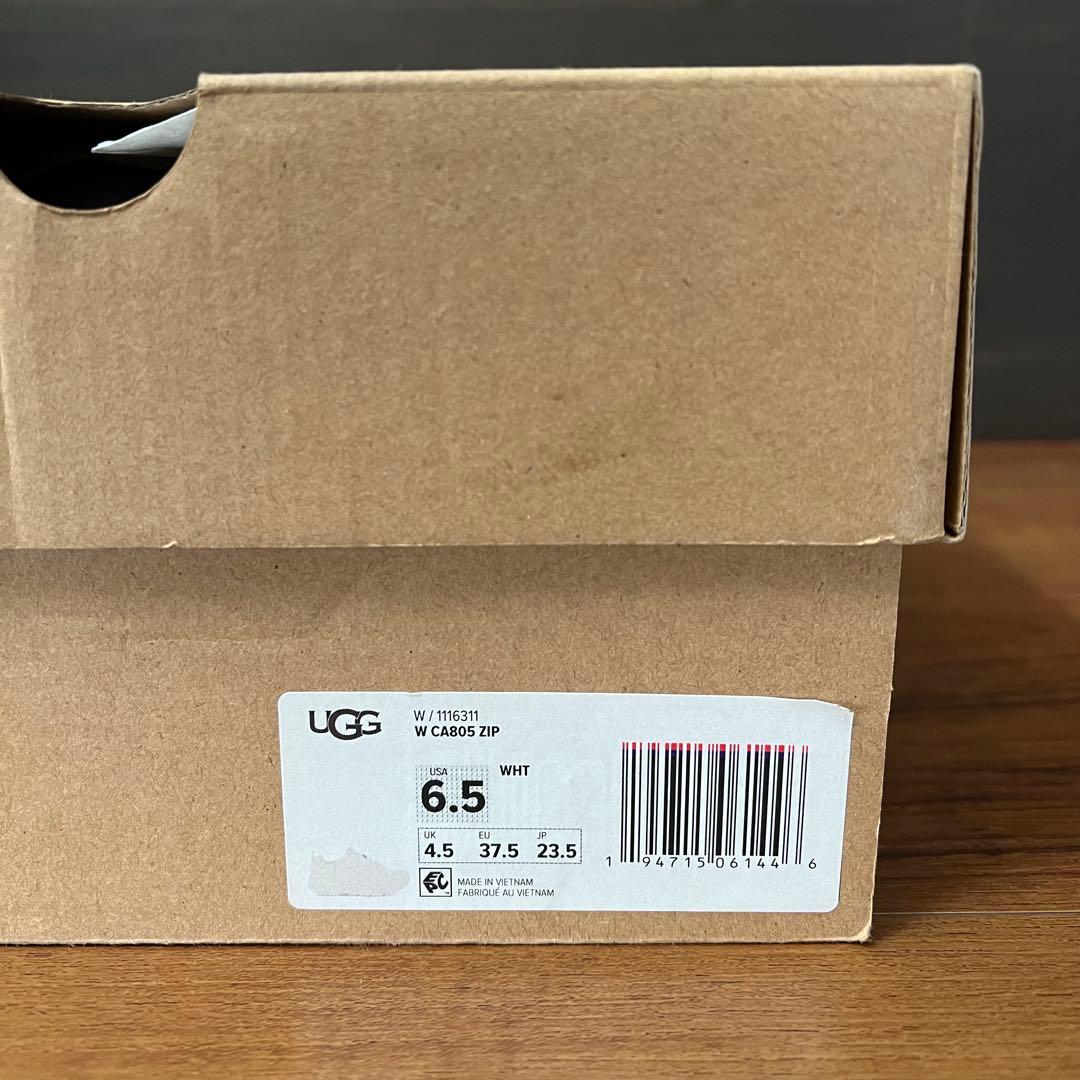 UGG
W / 1116311
W CA805 ZIP
USA
6.5
WHT
UK EU JP
4.5 37.5 23.5
MADE IN VIETNAM
FABRIQUÉ AU VIETNAM
1 94715 06144 6